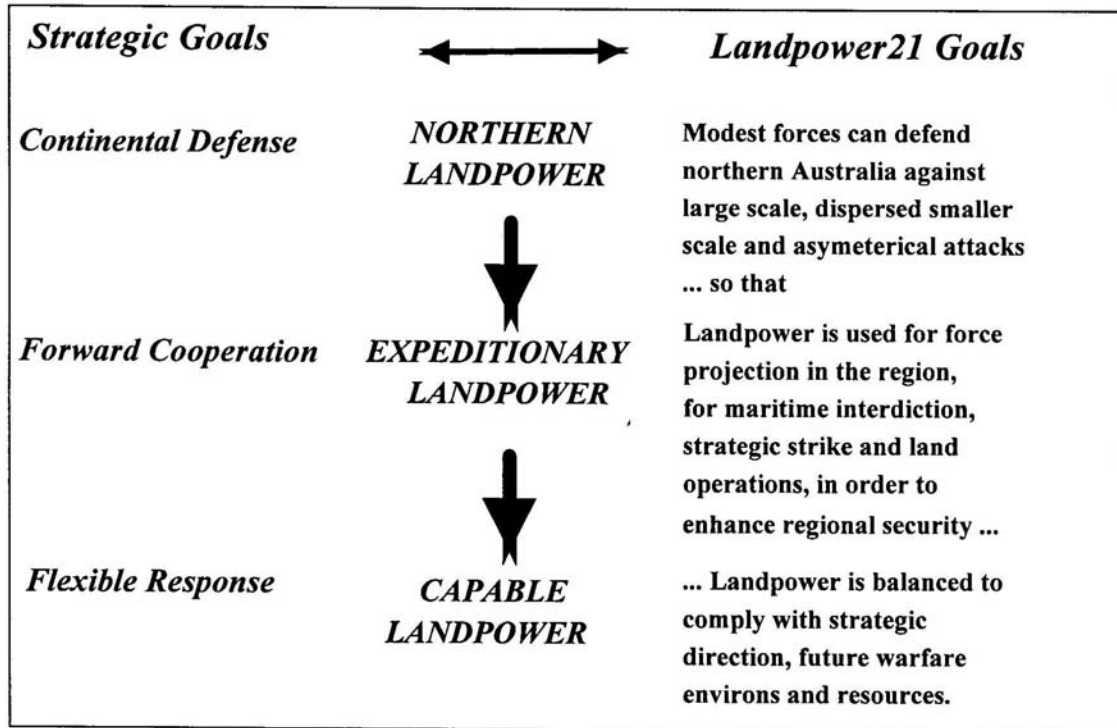 Strategic Goals
Landpower21 Goals
Continental Defense
NORTHERN
LANDPOWER
Modest forces can defend
northern Australia against
large scale, dispersed smaller
scale and asymeterical attacks
... so that
Forward Cooperation
EXPEDITIONARY
LANDPOWER
Landpower is used for force
projection in the region,
for maritime interdiction,
strategic strike and land
operations, in order to
enhance regional security ...
Flexible Response
CAPABLE
LANDPOWER
... Landpower is balanced to
comply with strategic
direction, future warfare
environs and resources.